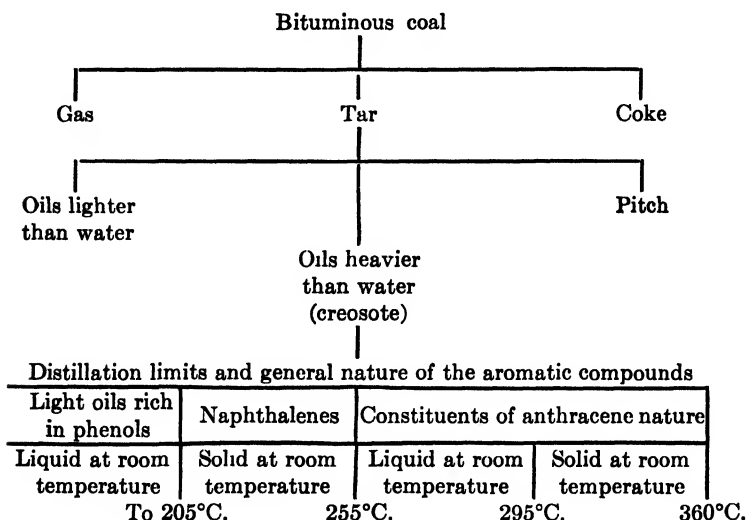 Bituminous coal
Gas Tar Coke
Oils lighter
than water
Pitch
Oils heavier
than water
(creosote)
Distillation limits and general nature of the aromatic compounds
Light oils rich
in phenols
Naphthalenes
Constituents of anthracene nature
Liquid at room
temperature
Solid at room
temperature
Liquid at room
temperature
Solid at room
temperature
To 205°C. 255°C. 295°C. 360°C.